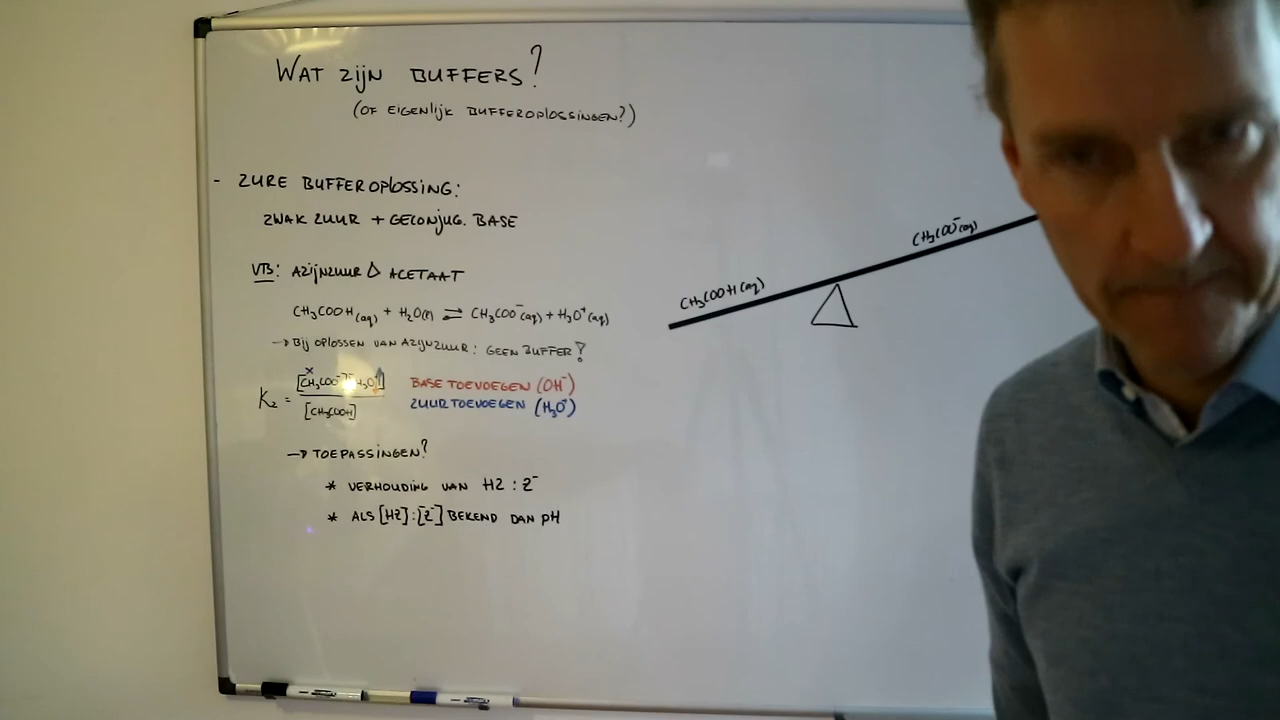 WAT ZIJN BUFFERS?
(OF EIGENLIJK BUFFEROPLOSSINGEN?)
- ZURE BUFFEROPLOSSING:
ZWAK ZUUR + GECONJUG. BASE
VTB: AZIJNZUUR △ ACETAAT
CH₃COOH(aq) + H₂O(l) ⇌ CH₃COO⁻(aq) + H₃O⁺(aq)
→ BIJ OPLOSSEN VAN AZIJNZUUR: GEEN BUFFER!
K_z = [CH₃COO⁻][H₃O⁺] / [CH₃COOH]
BASE TOEVOEGEN (OH⁻)
ZUUR TOEVOEGEN (H₃O⁺)
→ TOEPASSINGEN?
* VERHOUDING VAN HZ : Z⁻
* ALS [HZ]:[Z⁻] BEKEND DAN pH
CH₃COOH(aq)
CH₃COO⁻(aq)